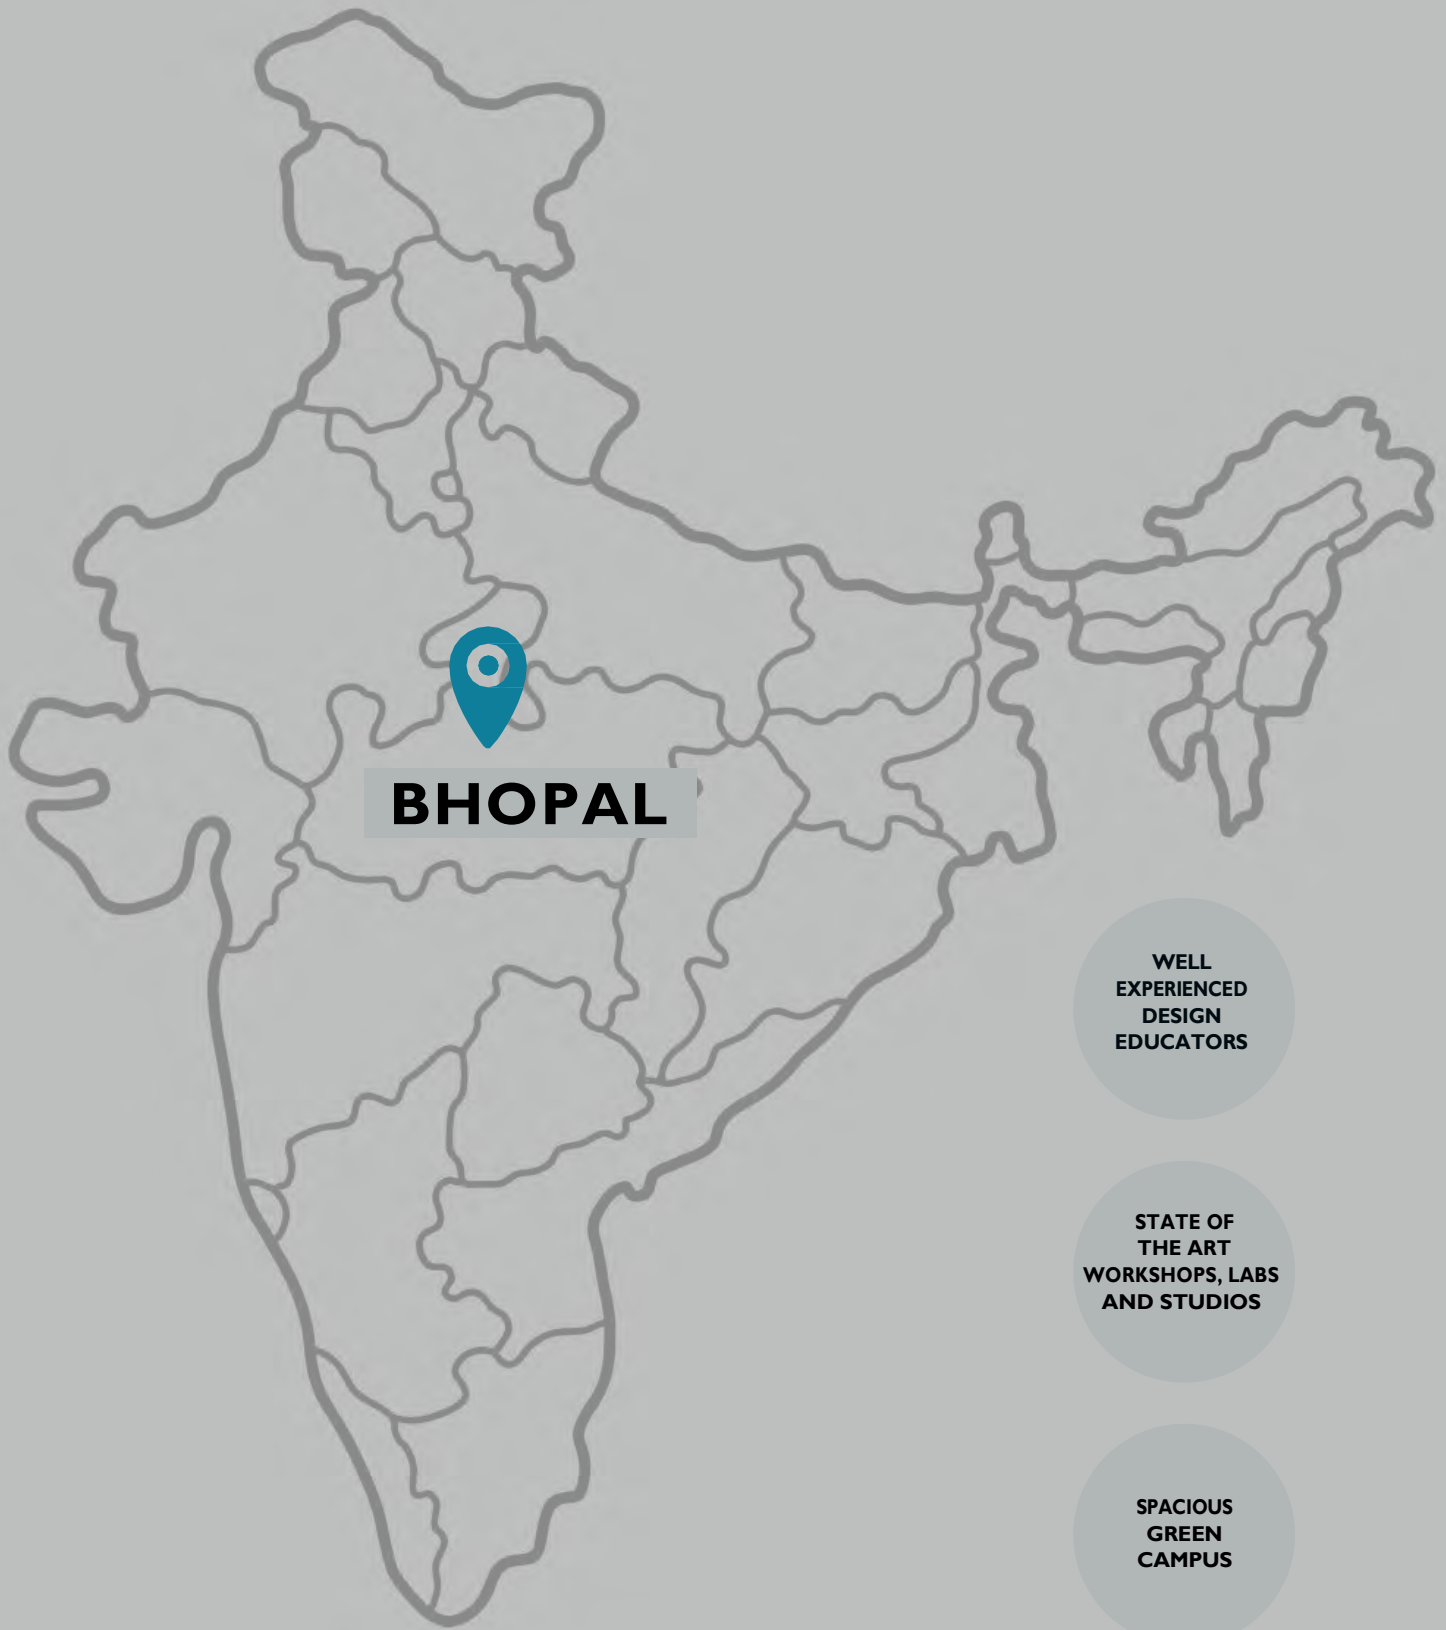 BHOPAL
WELL
EXPERIENCED
DESIGN
EDUCATORS
STATE OF
THE ART
WORKSHOPS, LABS
AND STUDIOS
SPACIOUS
GREEN
CAMPUS